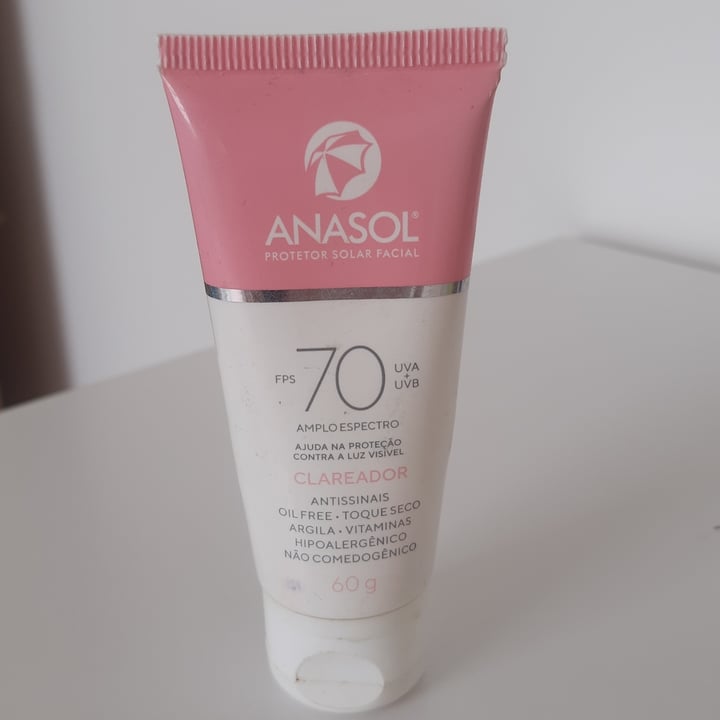 ANASOL®
PROTETOR SOLAR FACIAL
FPS 70 UVA + UVB
AMPLO ESPECTRO
AJUDA NA PROTEÇÃO
CONTRA A LUZ VISÍVEL
CLAREADOR
ANTISSINAIS
OIL FREE • TOQUE SECO
ARGILA • VITAMINAS
HIPOALERGÊNICO
NÃO COMEDOGÊNICO
60 g